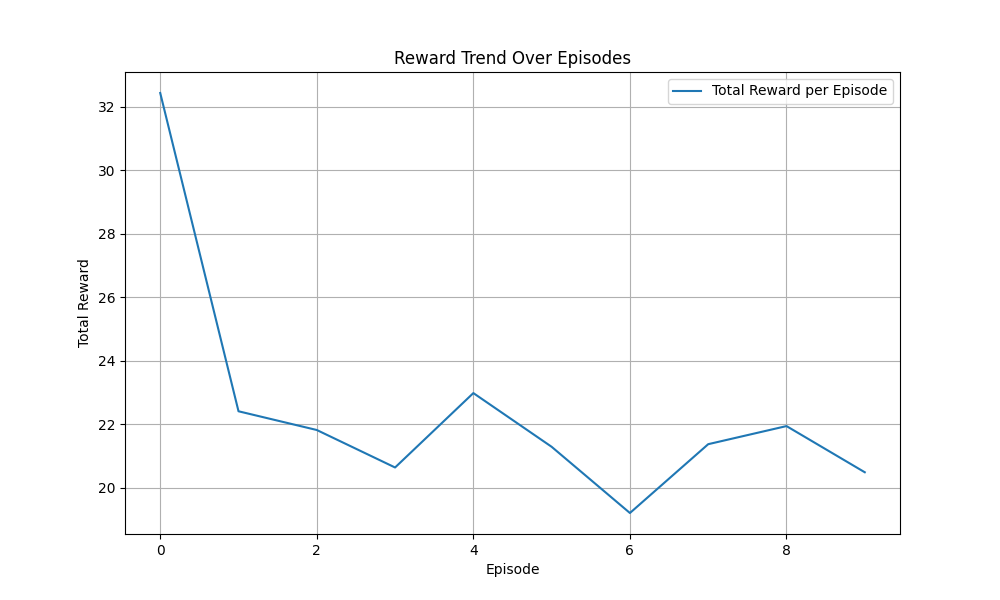 Reward Trend Over Episodes
Total Reward per Episode
Total Reward
32
30
28
26
24
22
20
0 2 4 6 8
Episode